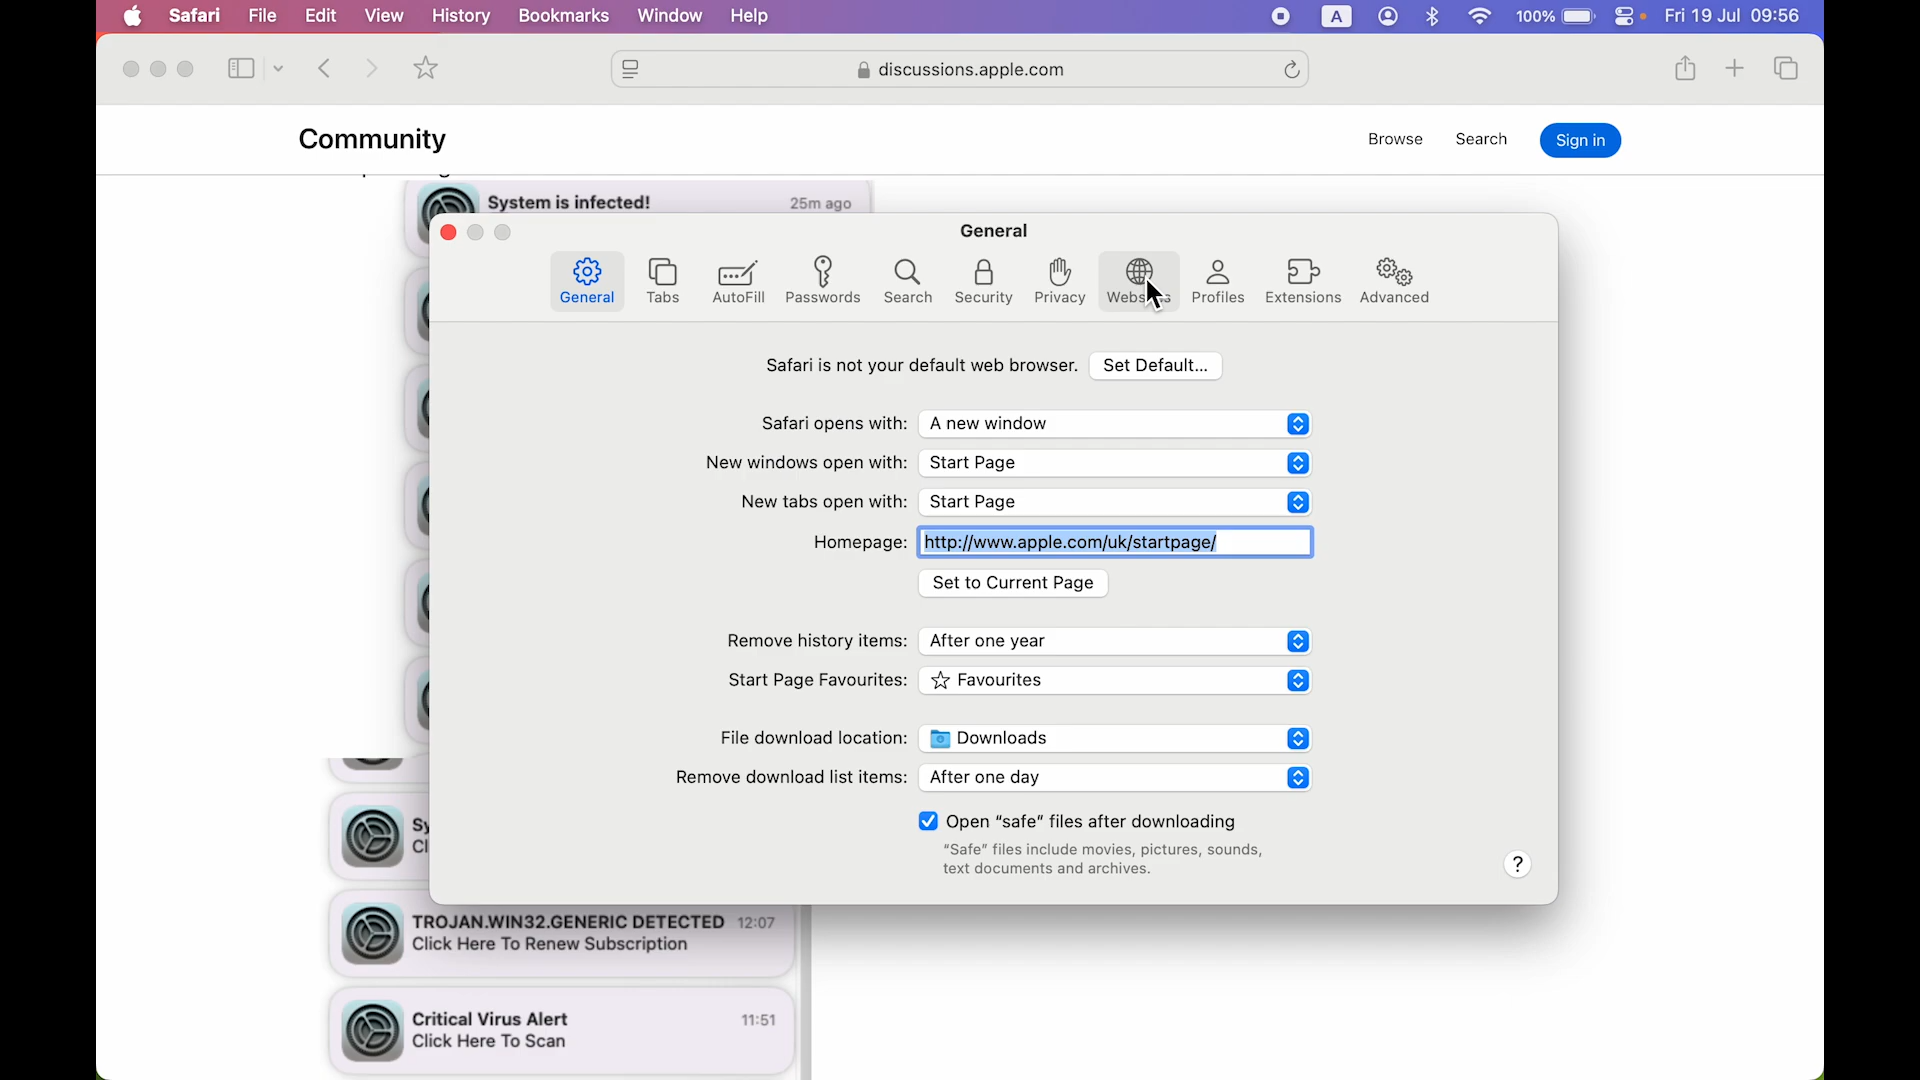 Safari File Edit View History Bookmarks Window Help A 100% Fri 19 Jul 09:56
discussions.apple.com
Community Browse Search Sign in
System is infected! 25m ago
General
General Tabs AutoFill Passwords Search Security Privacy Profiles Extensions Advanced
Safari is not your default web browser. Set Default...
Safari opens with: A new window
New windows open with: Start Page
New tabs open with: Start Page
Homepage: http://www.apple.com/uk/startpage/
Set to Current Page
Remove history items: After one year
Start Page Favourites: Favourites
File download location: Downloads
Remove download list items: After one day
Open “safe” files after downloading
“Safe” files include movies, pictures, sounds,
text documents and archives.
?
Sy
Cl
TROJAN.WIN32.GENERIC DETECTED 12:07
Click Here To Renew Subscription
Critical Virus Alert 11:51
Click Here To Scan